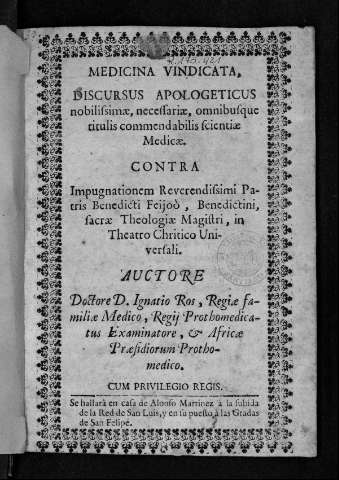 MEDICINA VINDICATA,
DISCURSUS APOLOGETICUS
nobilissimæ, necessariæ, omnibusque
titulis commendabilis scientiæ
Medicæ.
CONTRA
Impugnationem Reverendissimi Pa-
tris Benedicti Feijoò, Benedictini,
sacræ Theologiæ Magistri, in
Theatro Chritico Uni-
versali.
AUCTORE
Doctore D. Ignatio Ros, Regiæ fa-
miliæ Medico, Regij Prothomedica-
tus Examinatore, & Africæ
Præsidiorum Protho-
medico.
CUM PRIVILEGIO REGIS.
Se hallarà en casa de Alonso Martinez à la subida
de la Red de San Luis, y en su puesto à las Gradas
de San Felipe.